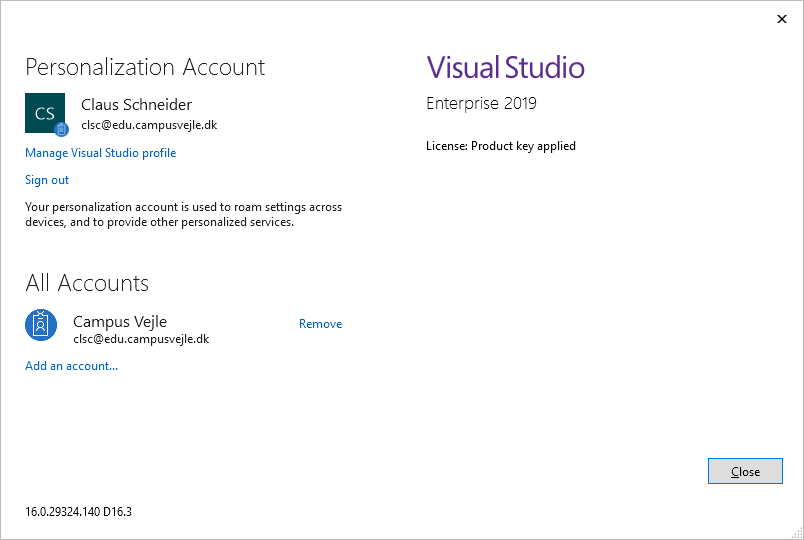 Personalization Account
CS
Claus Schneider
clsc@edu.campusvejle.dk
Manage Visual Studio profile
Sign out
Your personalization account is used to roam settings across
devices, and to provide other personalized services.
All Accounts
Campus Vejle
clsc@edu.campusvejle.dk
Remove
Add an account...
16.0.29324.140 D16.3
Visual Studio
Enterprise 2019
License: Product key applied
Close